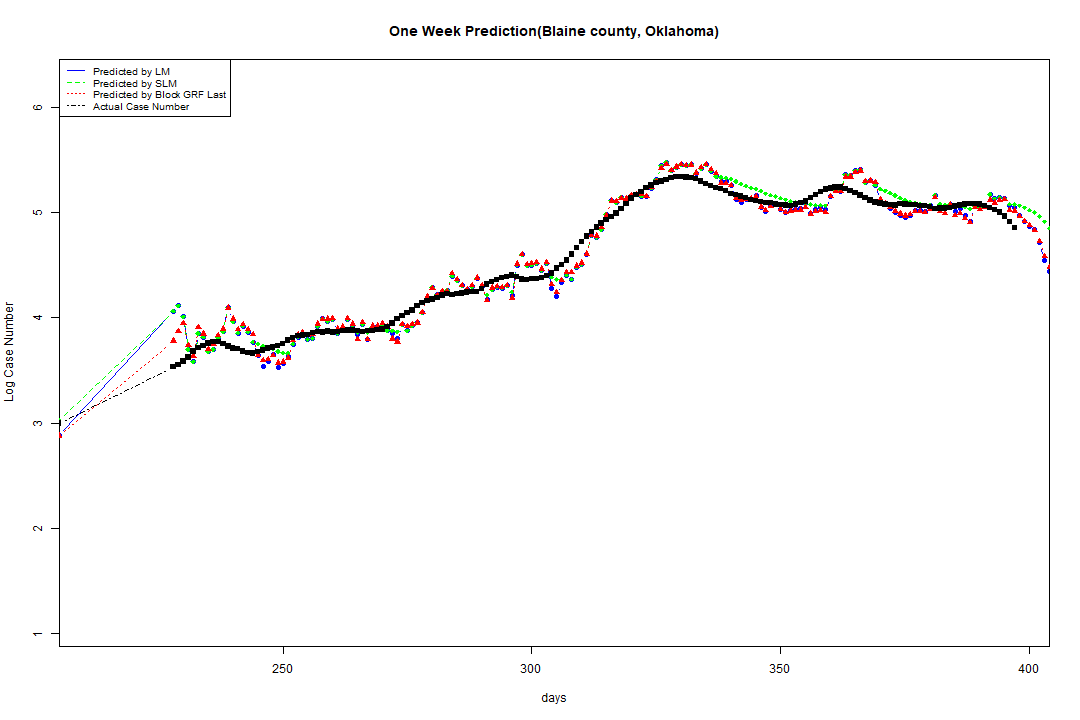 One Week Prediction(Blaine county, Oklahoma)
Predicted by LM
Predicted by SLM
Predicted by Block GRF Last
Actual Case Number
6
5
4
3
2
1
Log Case Number
250 300 350 400
days